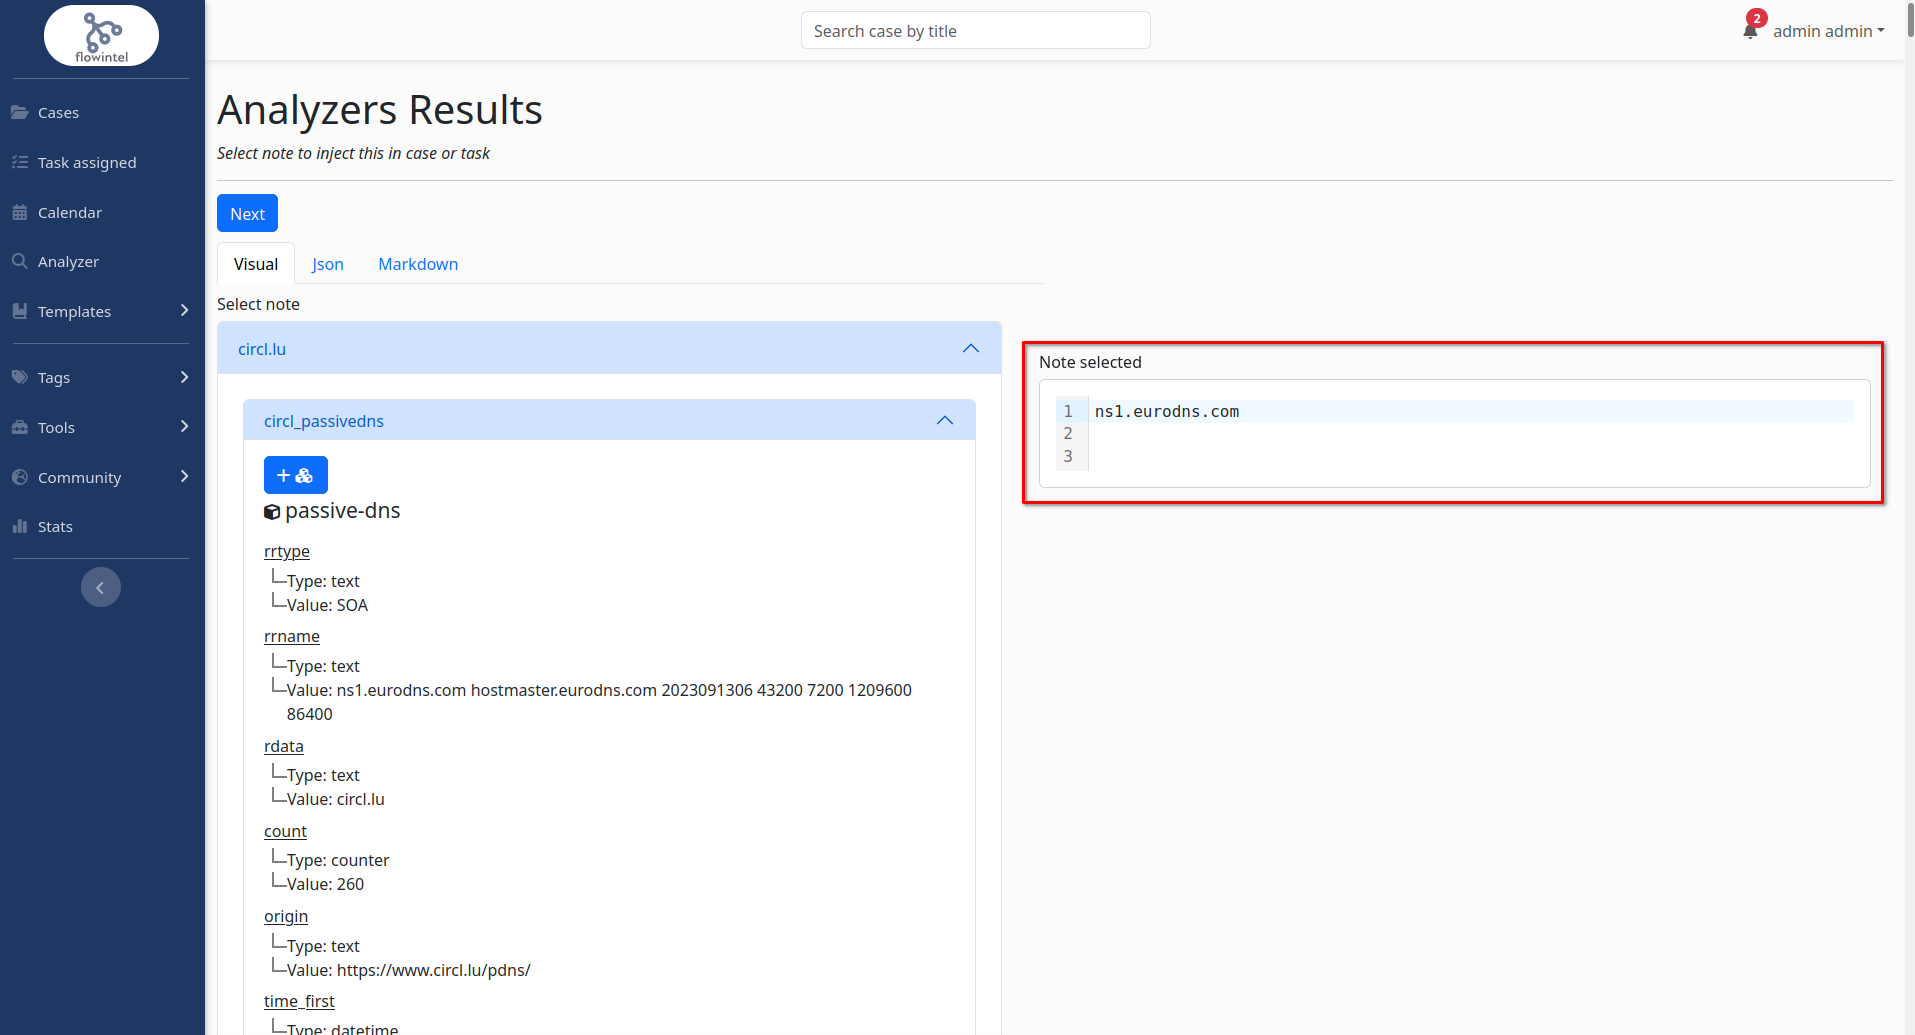 flowintel
Cases
Task assigned
Calendar
Analyzer
Templates
Tags
Tools
Community
Stats
Search case by title
2
admin admin
Analyzers Results
Select note to inject this in case or task
Next
Visual
Json
Markdown
Select note
circl.lu
circl_passivedns
+
passive-dns
rrtype
Type: text
Value: SOA
rrname
Type: text
Value: ns1.eurodns.com hostmaster.eurodns.com 2023091306 43200 7200 1209600
86400
rdata
Type: text
Value: circl.lu
count
Type: counter
Value: 260
origin
Type: text
Value: https://www.circl.lu/pdns/
time_first
Type: datetime
Note selected
1 ns1.eurodns.com
2
3